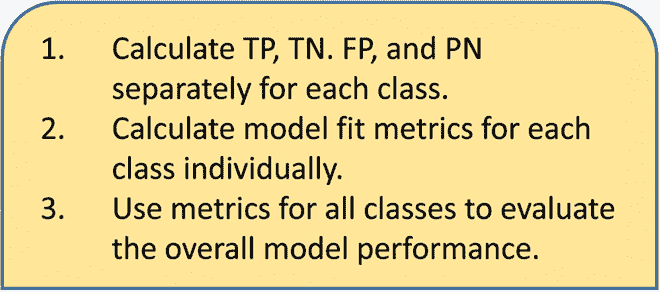 1. Calculate TP, TN. FP, and PN
separately for each class.
2. Calculate model fit metrics for each
class individually.
3. Use metrics for all classes to evaluate
the overall model performance.